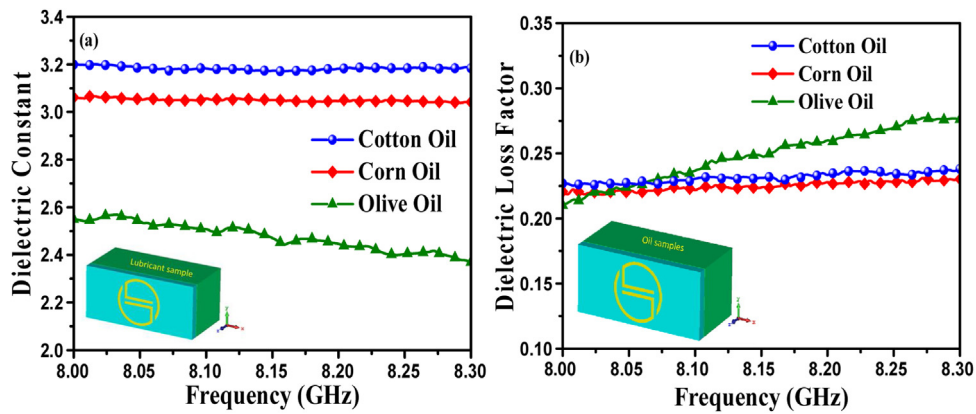 (a)
Dielectric Constant
3.4
3.2
3.0
2.8
2.6
2.4
2.2
2.0
Cotton Oil
Corn Oil
Olive Oil
Lubricant sample
8.00 8.05 8.10 8.15 8.20 8.25 8.30
Frequency (GHz)
(b)
Dielectric Loss Factor
0.35
0.30
0.25
0.20
0.15
0.10
Cotton Oil
Corn Oil
Olive Oil
Oil samples
8.00 8.05 8.10 8.15 8.20 8.25 8.30
Frequency (GHz)